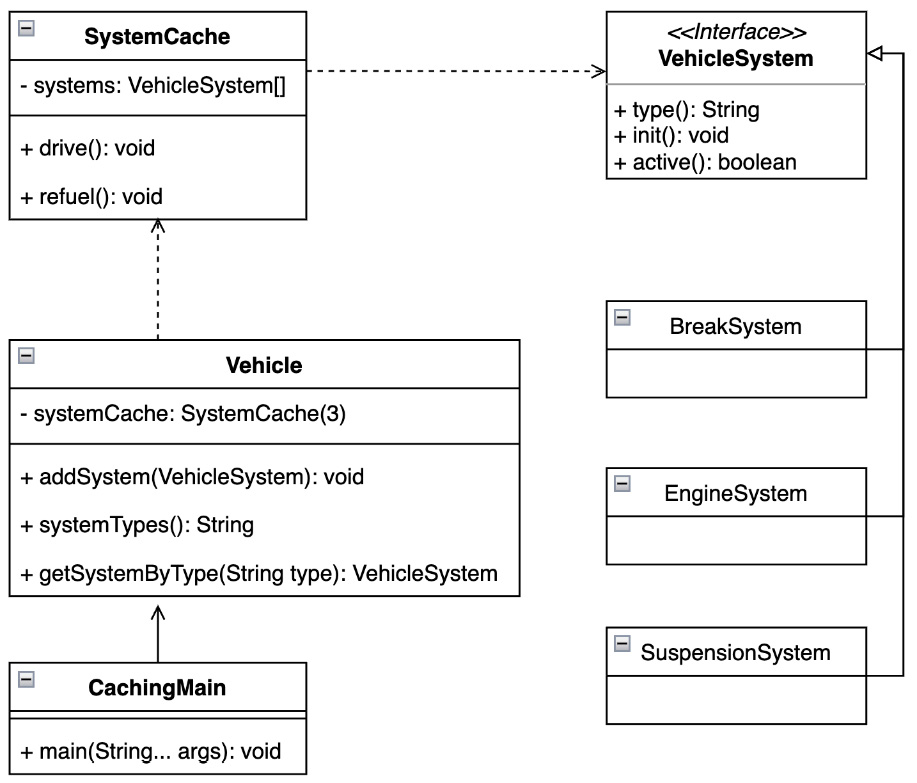 SystemCache
- systems: VehicleSystem[]
+ drive(): void
+ refuel(): void
<<Interface>>
VehicleSystem
+ type(): String
+ init(): void
+ active(): boolean
Vehicle
- systemCache: SystemCache(3)
+ addSystem(VehicleSystem): void
+ systemTypes(): String
+ getSystemByType(String type): VehicleSystem
CachingMain
+ main(String... args): void
BreakSystem
EngineSystem
SuspensionSystem